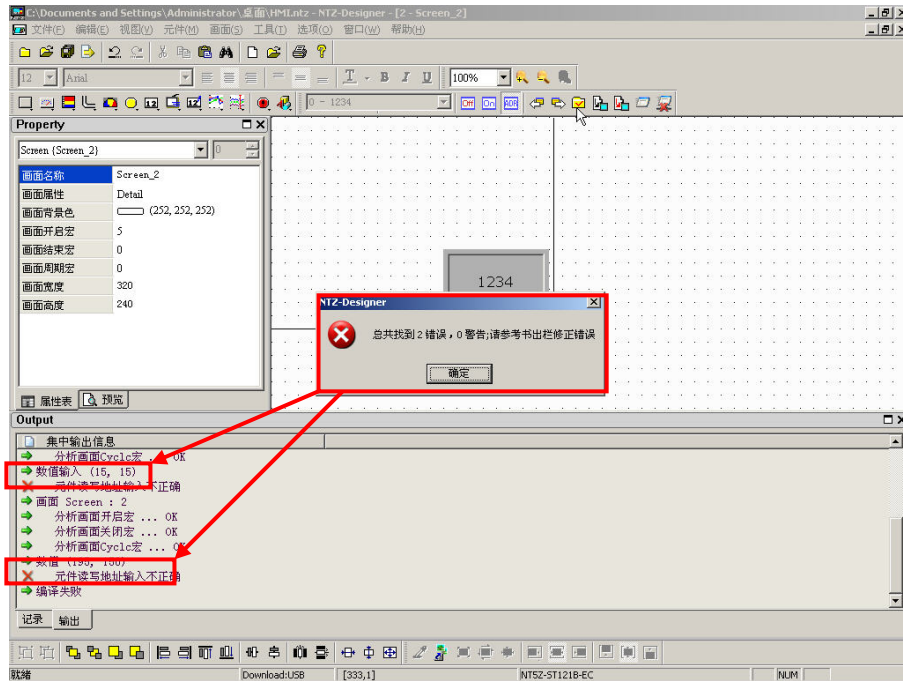 C:\Documents and Settings\Administrator\桌面\HMI.ntz - NTZ-Designer - [2 - Screen_2]
文件(F) 编辑(E) 视图(V) 元件(M) 画面(S) 工具(T) 选项(O) 窗口(W) 帮助(H)
12 Arial I B I U 100%
0 - 1234 Off On ADR
Property
Screen {Screen_2} 0
画面名称 Screen_2
画面属性 Detail
画面背景色 (252, 252, 252)
画面开启宏 5
画面结束宏 0
画面周期宏 0
画面宽度 320
画面高度 240
属性表 预览
1234
NTZ-Designer
总共找到 2 错误，0 警告;请参考书出栏修正错误
确定
Output
集中输出信息
分析画面Cyclc宏 ... OK
数值输入 (15, 15)
元件读写地址输入不正确
画面 Screen : 2
分析画面开启宏 ... OK
分析画面关闭宏 ... OK
分析画面Cyclc宏 ... OK
数值 (195, 150)
元件读写地址输入不正确
编译失败
记录 输出
就绪 Download:USB [333,1] NT5Z-ST121B-EC NUM